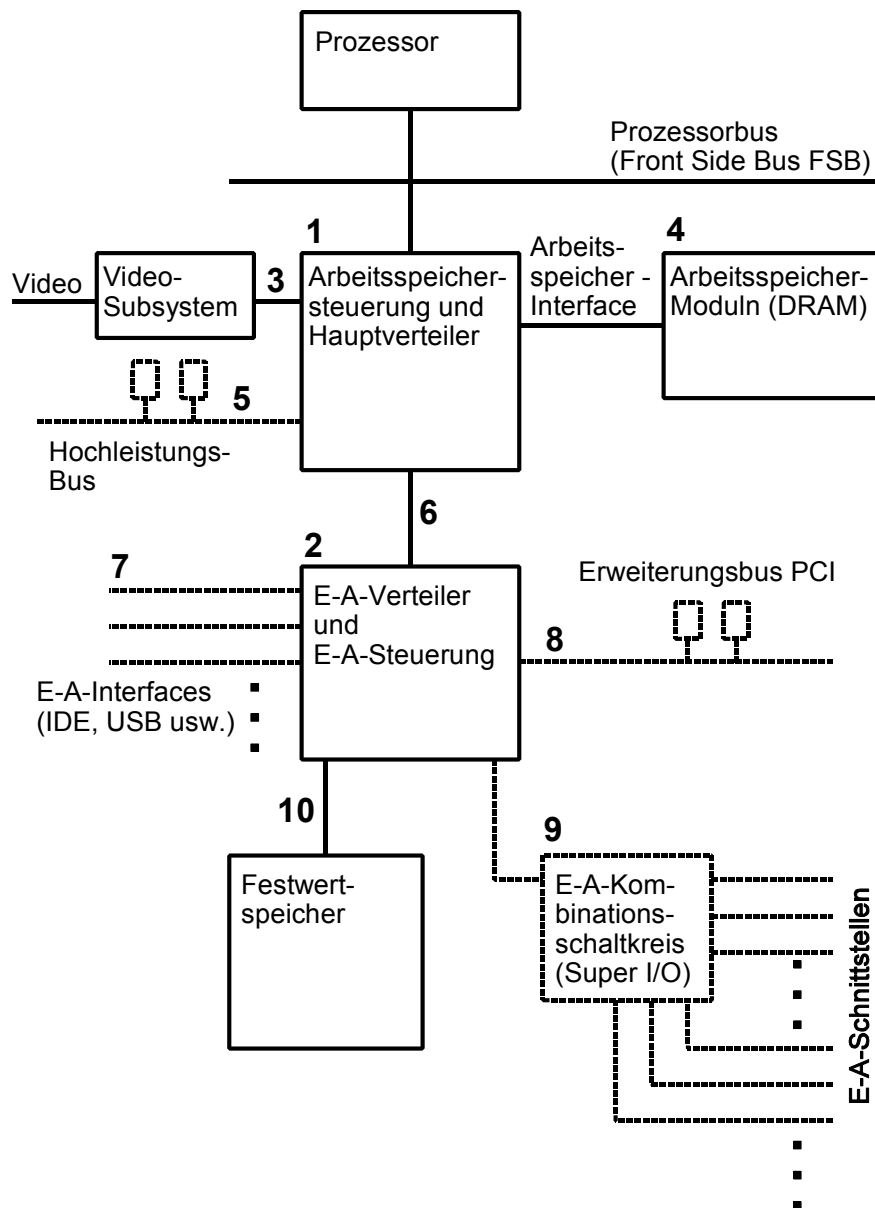 Prozessor
Prozessorbus
(Front Side Bus FSB)
1
Arbeitsspeicher-
steuerung und
Hauptverteiler
Video
Video-
Subsystem
3
Arbeits-
speicher -
Interface
4
Arbeitsspeicher-
Moduln (DRAM)
5
Hochleistungs-
Bus
6
2
E-A-Verteiler
und
E-A-Steuerung
7
E-A-Interfaces
(IDE, USB usw.)
Erweiterungsbus PCI
8
10
Festwert-
speicher
9
E-A-Kom-
binations-
schaltkreis
(Super I/O)
E-A-Schnittstellen